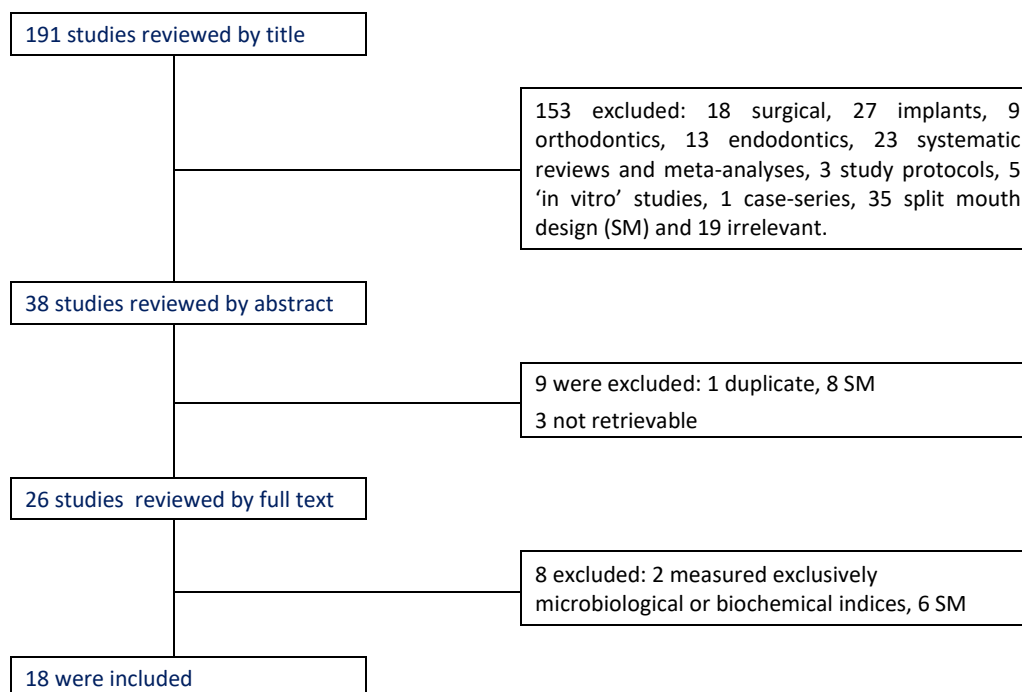 191 studies reviewed by title
153 excluded: 18 surgical, 27 implants, 9
orthodontics, 13 endodontics, 23 systematic
reviews and meta-analyses, 3 study protocols, 5
‘in vitro’ studies, 1 case-series, 35 split mouth
design (SM) and 19 irrelevant.
38 studies reviewed by abstract
9 were excluded: 1 duplicate, 8 SM
3 not retrievable
26 studies  reviewed by full text
8 excluded: 2 measured exclusively
microbiological or biochemical indices, 6 SM
18 were included